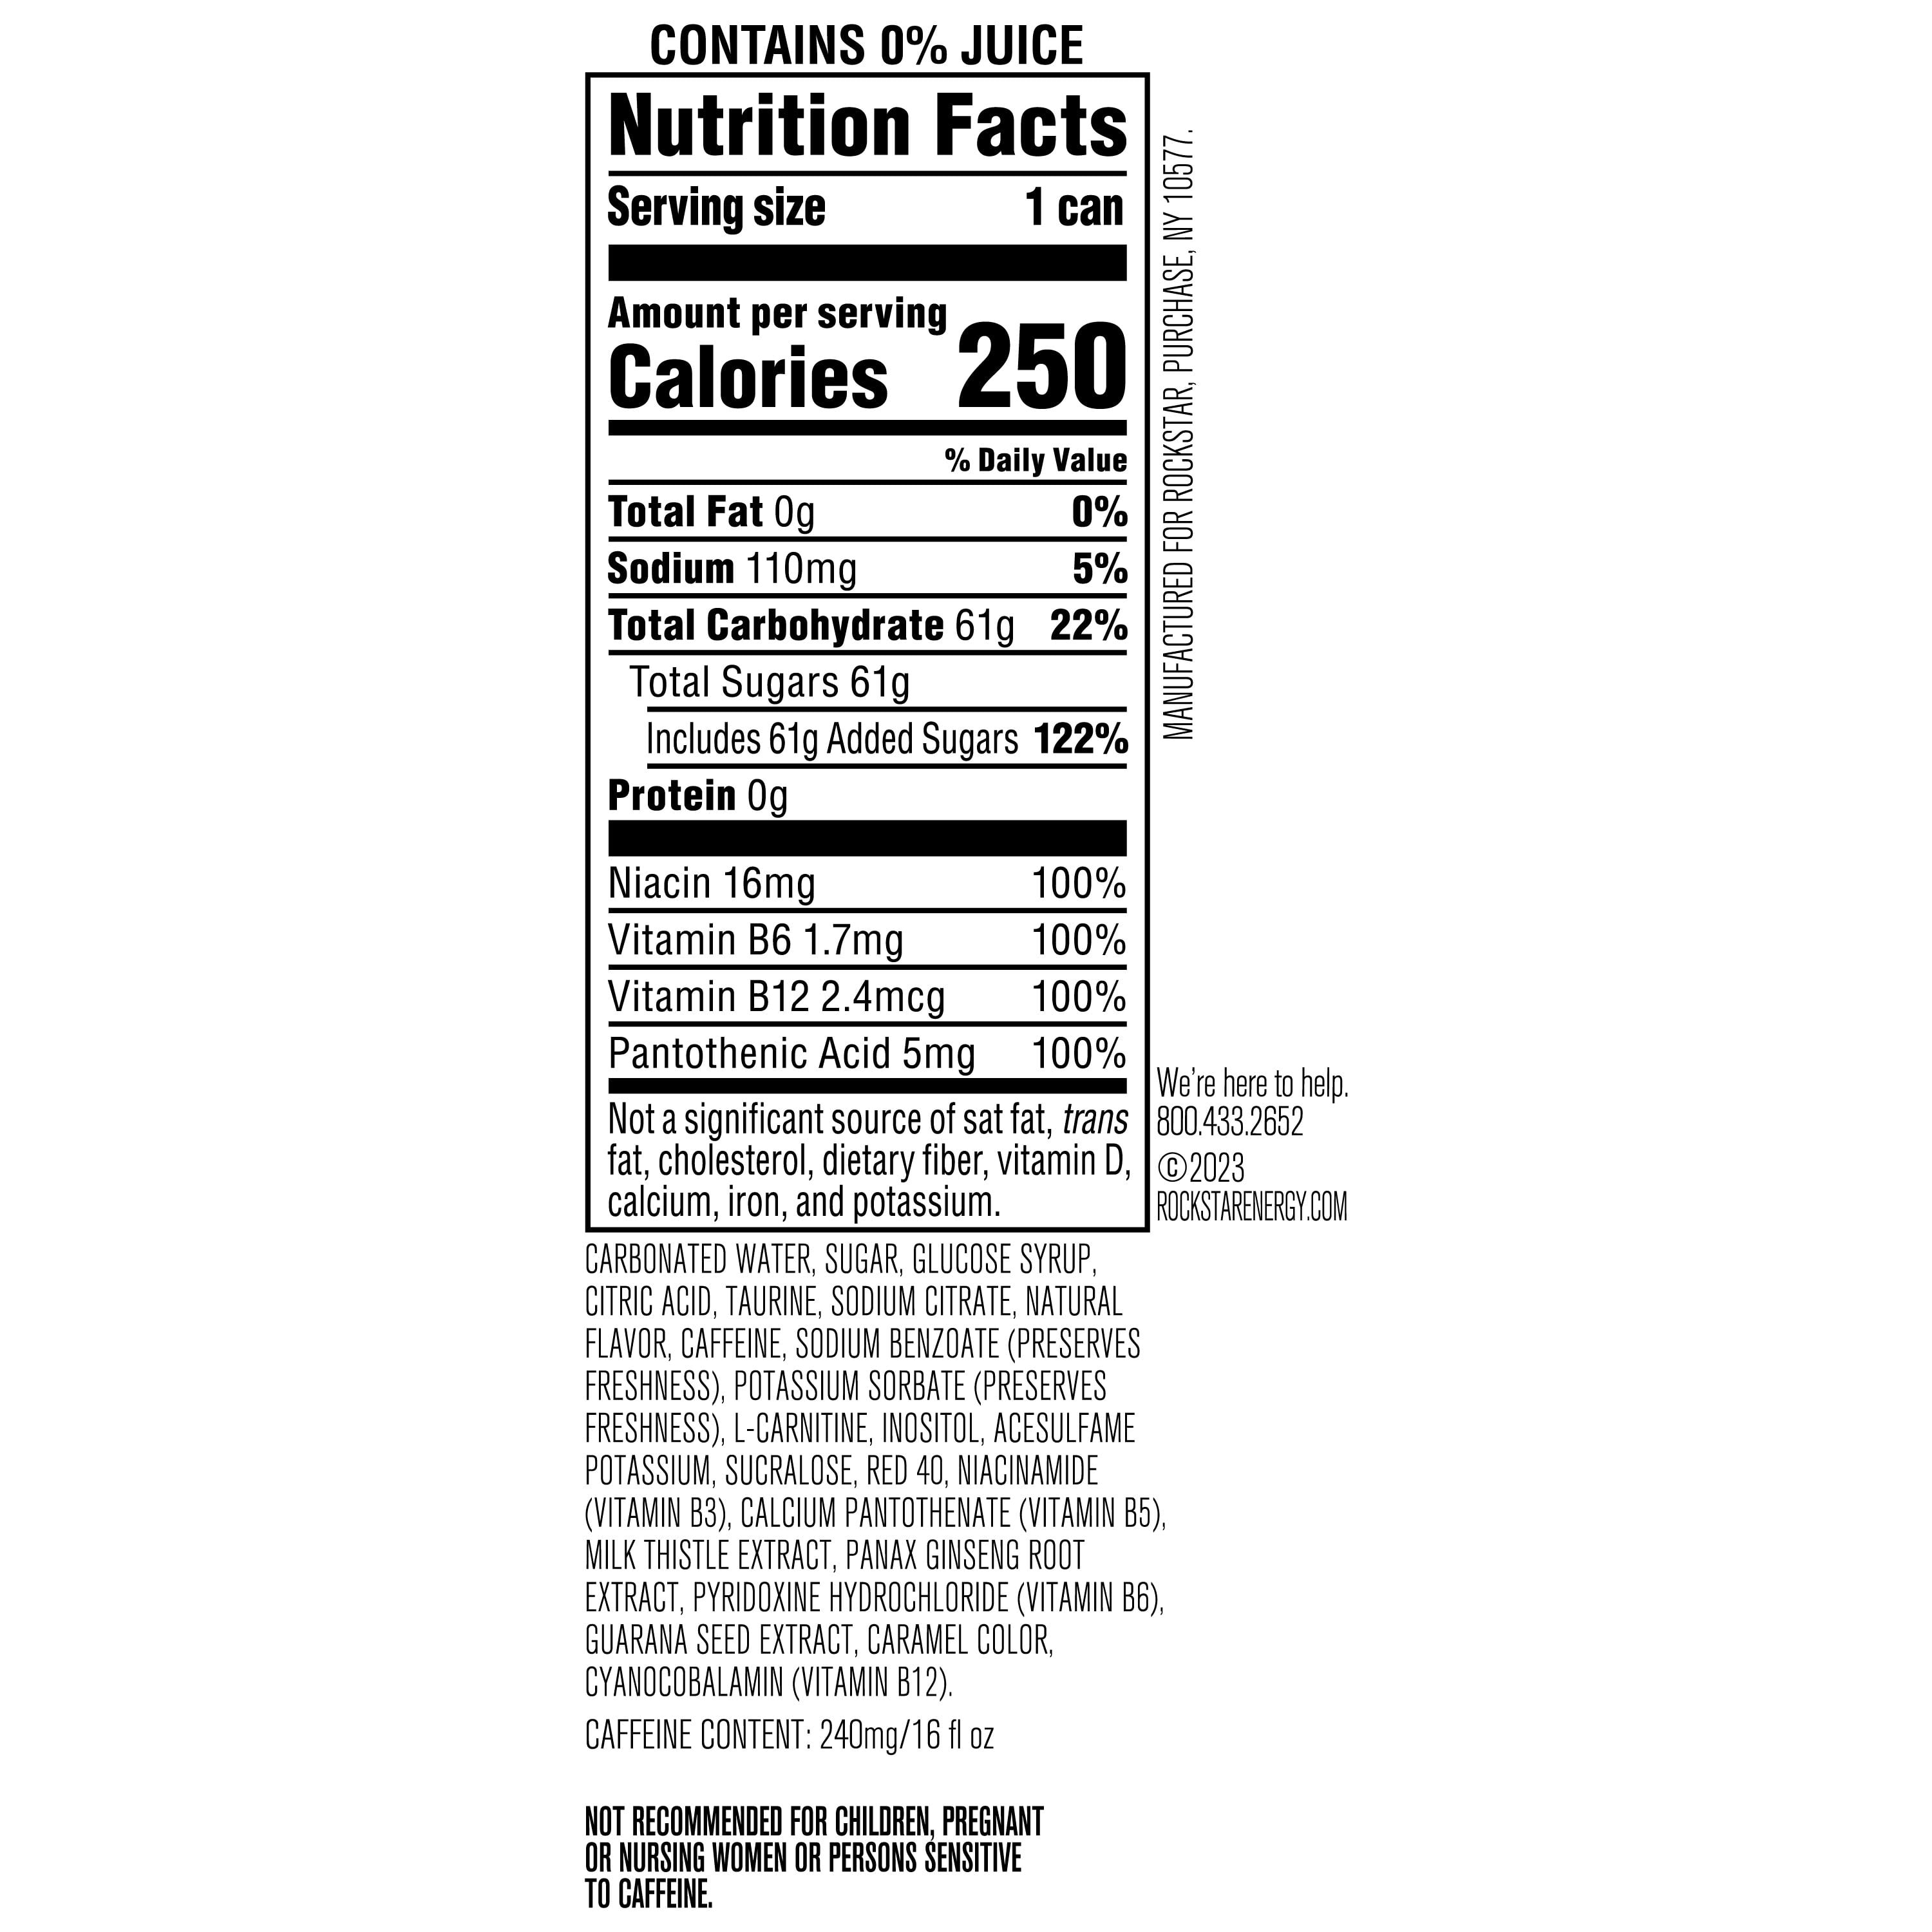 CONTAINS 0% JUICE
Nutrition Facts
Serving size 1 can
Amount per serving
Calories 250
% Daily Value
Total Fat 0g 0%
Sodium 110mg 5%
Total Carbohydrate 61g 22%
Total Sugars 61g
Includes 61g Added Sugars 122%
Protein 0g
Niacin 16mg 100%
Vitamin B6 1.7mg 100%
Vitamin B12 2.4mcg 100%
Pantothenic Acid 5mg 100%
Not a significant source of sat fat, trans
fat, cholesterol, dietary fiber, vitamin D,
calcium, iron, and potassium.
MANUFACTURED FOR ROCKSTAR, PURCHASE, NY 10577.
We're here to help.
800.433.2652
©2023
ROCKSTARENERGY.COM
CARBONATED WATER, SUGAR, GLUCOSE SYRUP,
CITRIC ACID, TAURINE, SODIUM CITRATE, NATURAL
FLAVOR, CAFFEINE, SODIUM BENZOATE (PRESERVES
FRESHNESS), POTASSIUM SORBATE (PRESERVES
FRESHNESS), L-CARNITINE, INOSITOL, ACESULFAME
POTASSIUM, SUCRALOSE, RED 40, NIACINAMIDE
(VITAMIN B3), CALCIUM PANTOTHENATE (VITAMIN B5),
MILK THISTLE EXTRACT, PANAX GINSENG ROOT
EXTRACT, PYRIDOXINE HYDROCHLORIDE (VITAMIN B6),
GUARANA SEED EXTRACT, CARAMEL COLOR,
CYANOCOBALAMIN (VITAMIN B12).
CAFFEINE CONTENT: 240mg/16 fl oz
NOT RECOMMENDED FOR CHILDREN, PREGNANT
OR NURSING WOMEN OR PERSONS SENSITIVE
TO CAFFEINE.